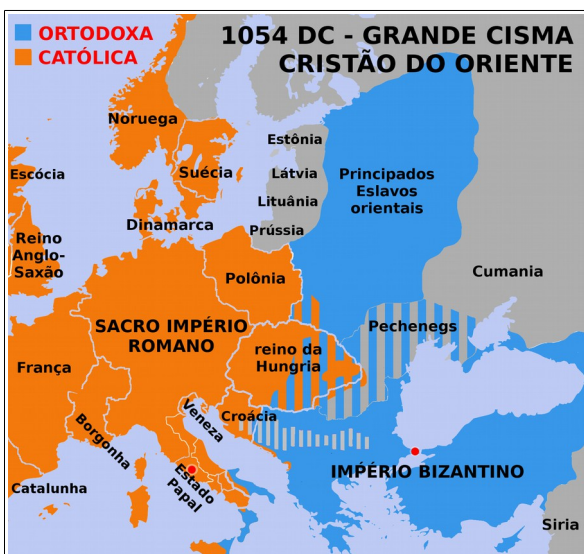 ORTODOXA
CATÓLICA
1054 DC - GRANDE CISMA
CRISTÃO DO ORIENTE
Noruega
Suécia
Estônia
Látvia
Lituânia
Prússia
Principados
Eslavos
orientais
Escócia
Dinamarca
Reino
Anglo-
Saxão
Polônia
Cumania
SACRO IMPÉRIO
ROMANO
Pechenegs
reino da
Hungria
França
Croácia
Veneza
Borgonha
Estado
Papal
IMPÉRIO BIZANTINO
Catalunha
Siria